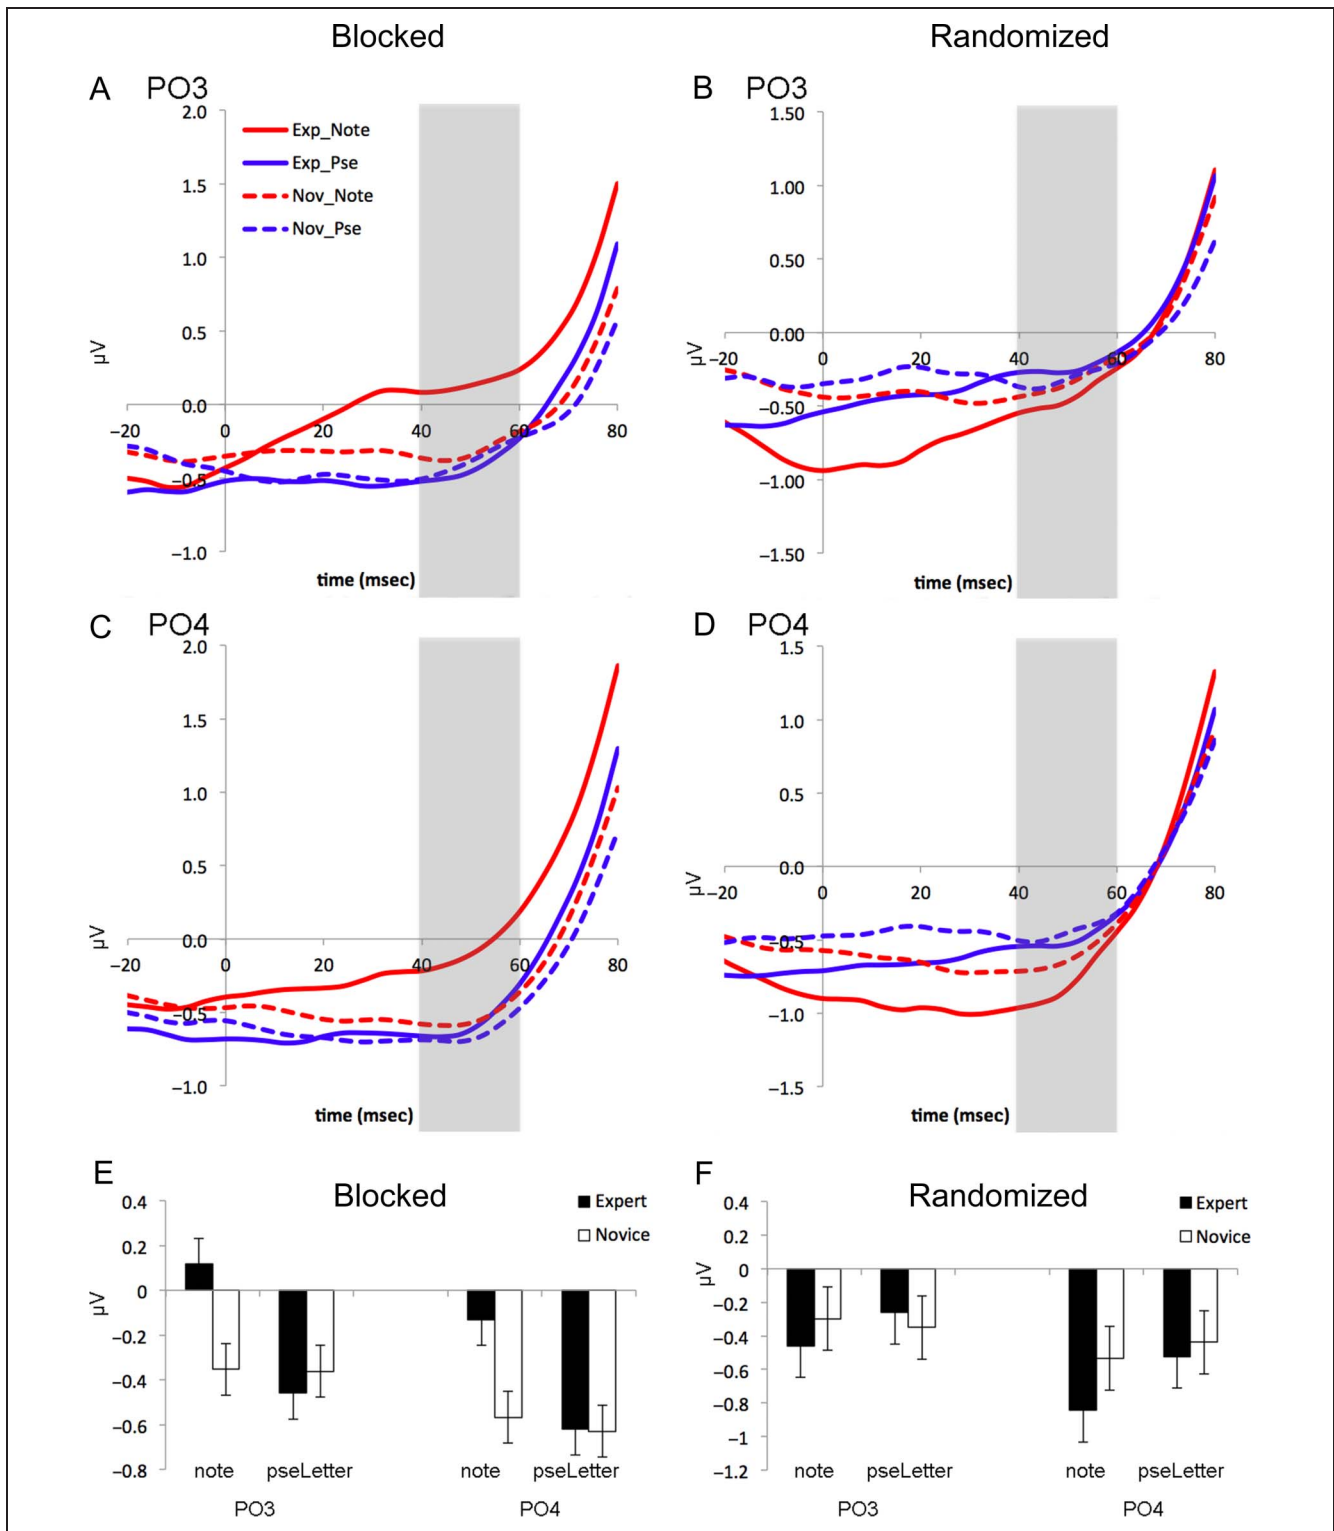 Blocked
Randomized
A PO3
2.0
1.5
1.0
0.5
0.0
−0.5
−1.0
μV
−20 0 20 40 60 80
Exp_Note
Exp_Pse
Nov_Note
Nov_Pse
time (msec)
B PO3
1.50
1.00
0.50
0.00
−0.50
−1.00
−1.50
μV
−20 0 20 40 60 80
time (msec)
C PO4
2.0
1.5
1.0
0.5
0.0
−0.5
−1.0
μV
−20 0 20 40 60 80
time (msec)
D PO4
1.5
1.0
0.5
0.0
−0.5
−1.0
−1.5
μV
−20 0 20 40 60 80
time (msec)
E Blocked
Expert
Novice
0.4
0.2
0
−0.2
−0.4
−0.6
−0.8
μV
note pseLetter note pseLetter
PO3 PO4
F Randomized
Expert
Novice
0.4
0.2
0
−0.2
−0.4
−0.6
−0.8
−1
−1.2
μV
note pseLetter note pseLetter
PO3 PO4